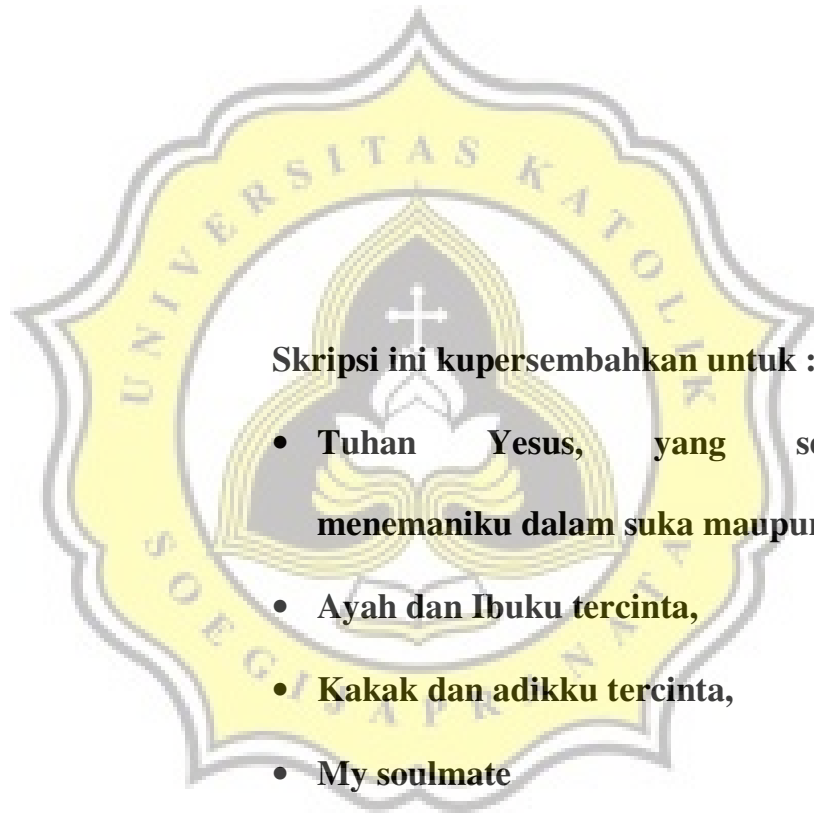 UNIVERSITAS KATOLIK
Skripsi ini kupersembahkan untuk :
• Tuhan Yesus, yang
menemaniku dalam suka
• Ayah dan Ibuku tercinta,
• Kakak dan adikku tercinta,
• My soulmate
SOEGIJAPRANATA